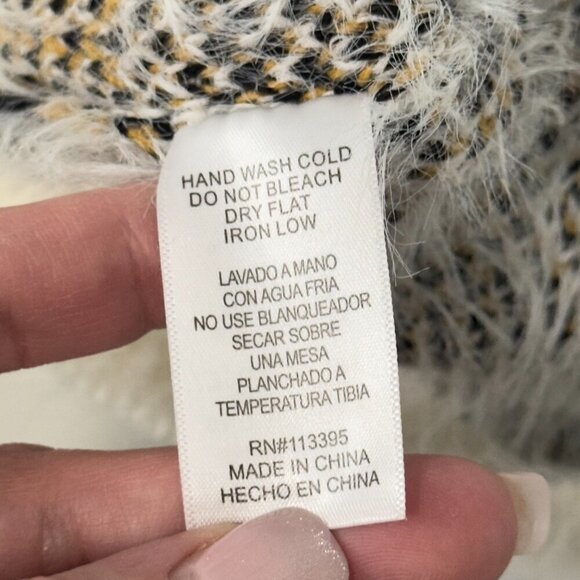 HAND WASH COLD
DO NOT BLEACH
DRY FLAT
IRON LOW
LAVADO A MANO
CON AGUA FRIA
NO USE BLANQUEADOR
SECAR SOBRE
UNA MESA
PLANCHADO A
TEMPERATURA TIBIA
RN#113395
MADE IN CHINA
HECHO EN CHINA